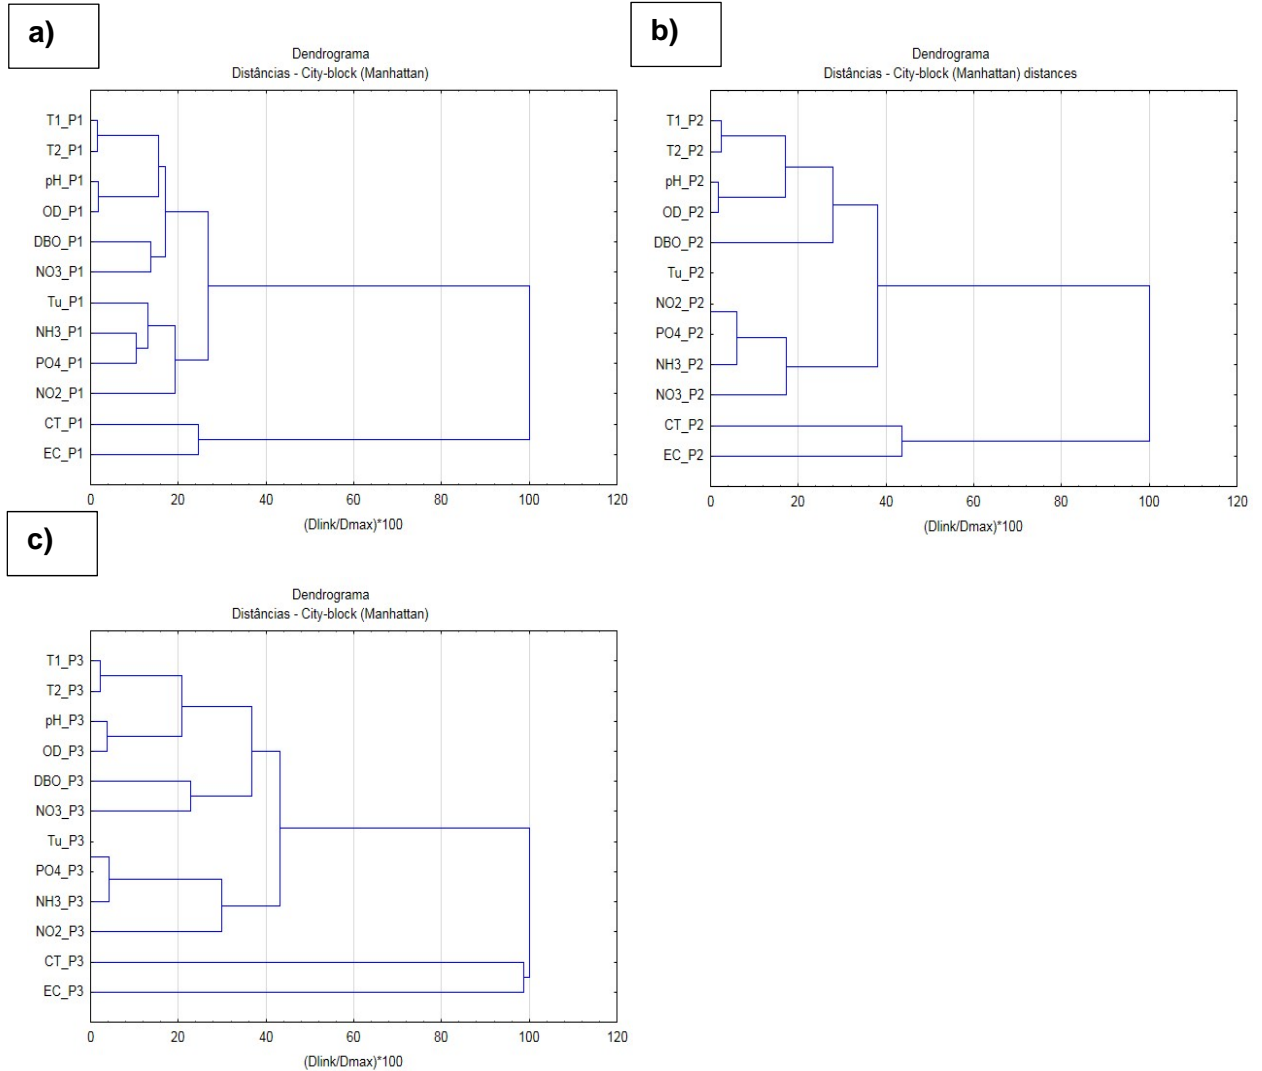 a)
Dendrograma
Distâncias - City-block (Manhattan)
T1_P1
T2_P1
pH_P1
OD_P1
DBO_P1
NO3_P1
Tu_P1
NH3_P1
PO4_P1
NO2_P1
CT_P1
EC_P1
0 20 40 60 80 100 120
(Dlink/Dmax)*100
b)
Dendrograma
Distâncias - City-block (Manhattan) distances
T1_P2
T2_P2
pH_P2
OD_P2
DBO_P2
Tu_P2
NO2_P2
PO4_P2
NH3_P2
NO3_P2
CT_P2
EC_P2
0 20 40 60 80 100 120
(Dlink/Dmax)*100
c)
Dendrograma
Distâncias - City-block (Manhattan)
T1_P3
T2_P3
pH_P3
OD_P3
DBO_P3
NO3_P3
Tu_P3
PO4_P3
NH3_P3
NO2_P3
CT_P3
EC_P3
0 20 40 60 80 100 120
(Dlink/Dmax)*100